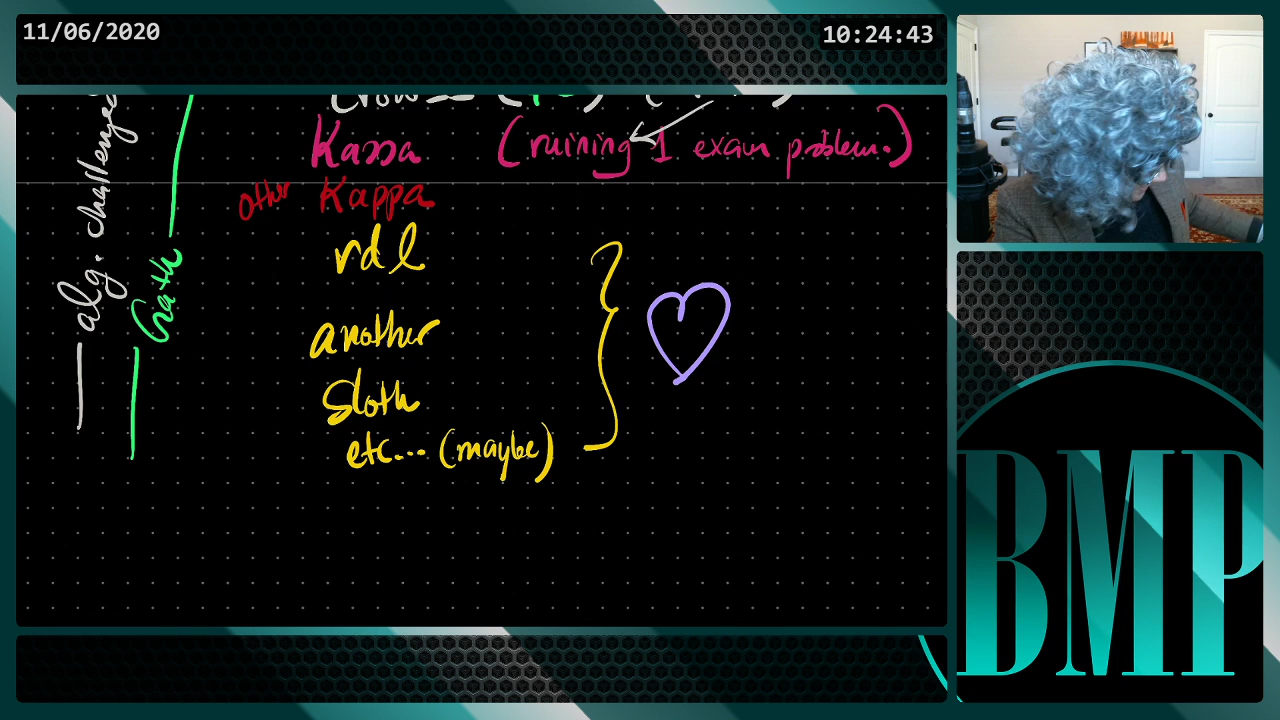 11/06/2020
10:24:43
Kassa (ruining 1 exam problem.)
other Kappa
rdl
another
Sloth
etc... (maybe)
alg. challenges
BMP